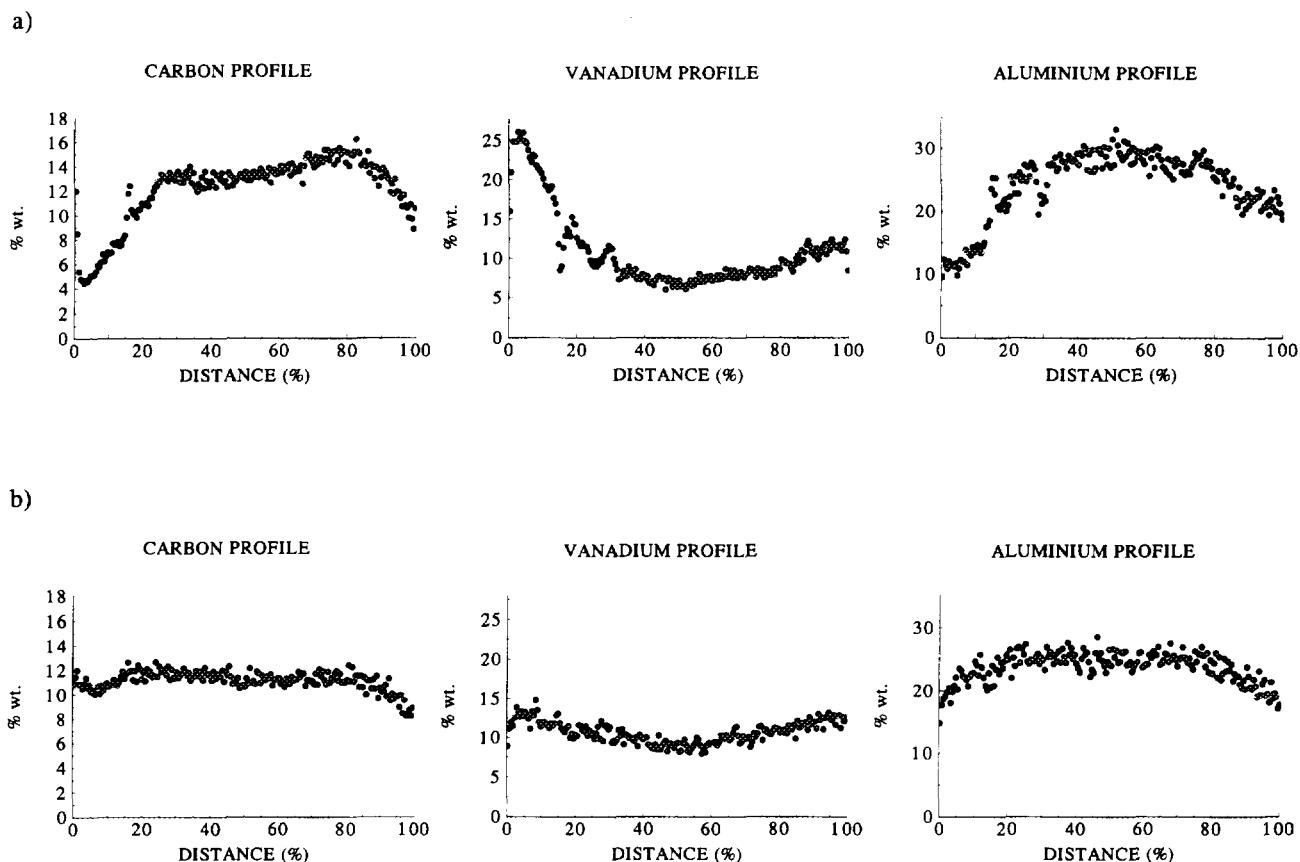 a)
CARBON PROFILE
VANADIUM PROFILE
ALUMINIUM PROFILE
% wt.
18
16
14
12
10
8
6
4
2
0
0 20 40 60 80 100
DISTANCE (%)
% wt.
25
20
15
10
5
0
0 20 40 60 80 100
DISTANCE (%)
% wt.
30
20
10
0
0 20 40 60 80 100
DISTANCE (%)
b)
CARBON PROFILE
VANADIUM PROFILE
ALUMINIUM PROFILE
% wt.
18
16
14
12
10
8
6
4
2
0
0 20 40 60 80 100
DISTANCE (%)
% wt.
25
20
15
10
5
0
0 20 40 60 80 100
DISTANCE (%)
% wt.
30
20
10
0
0 20 40 60 80 100
DISTANCE (%)